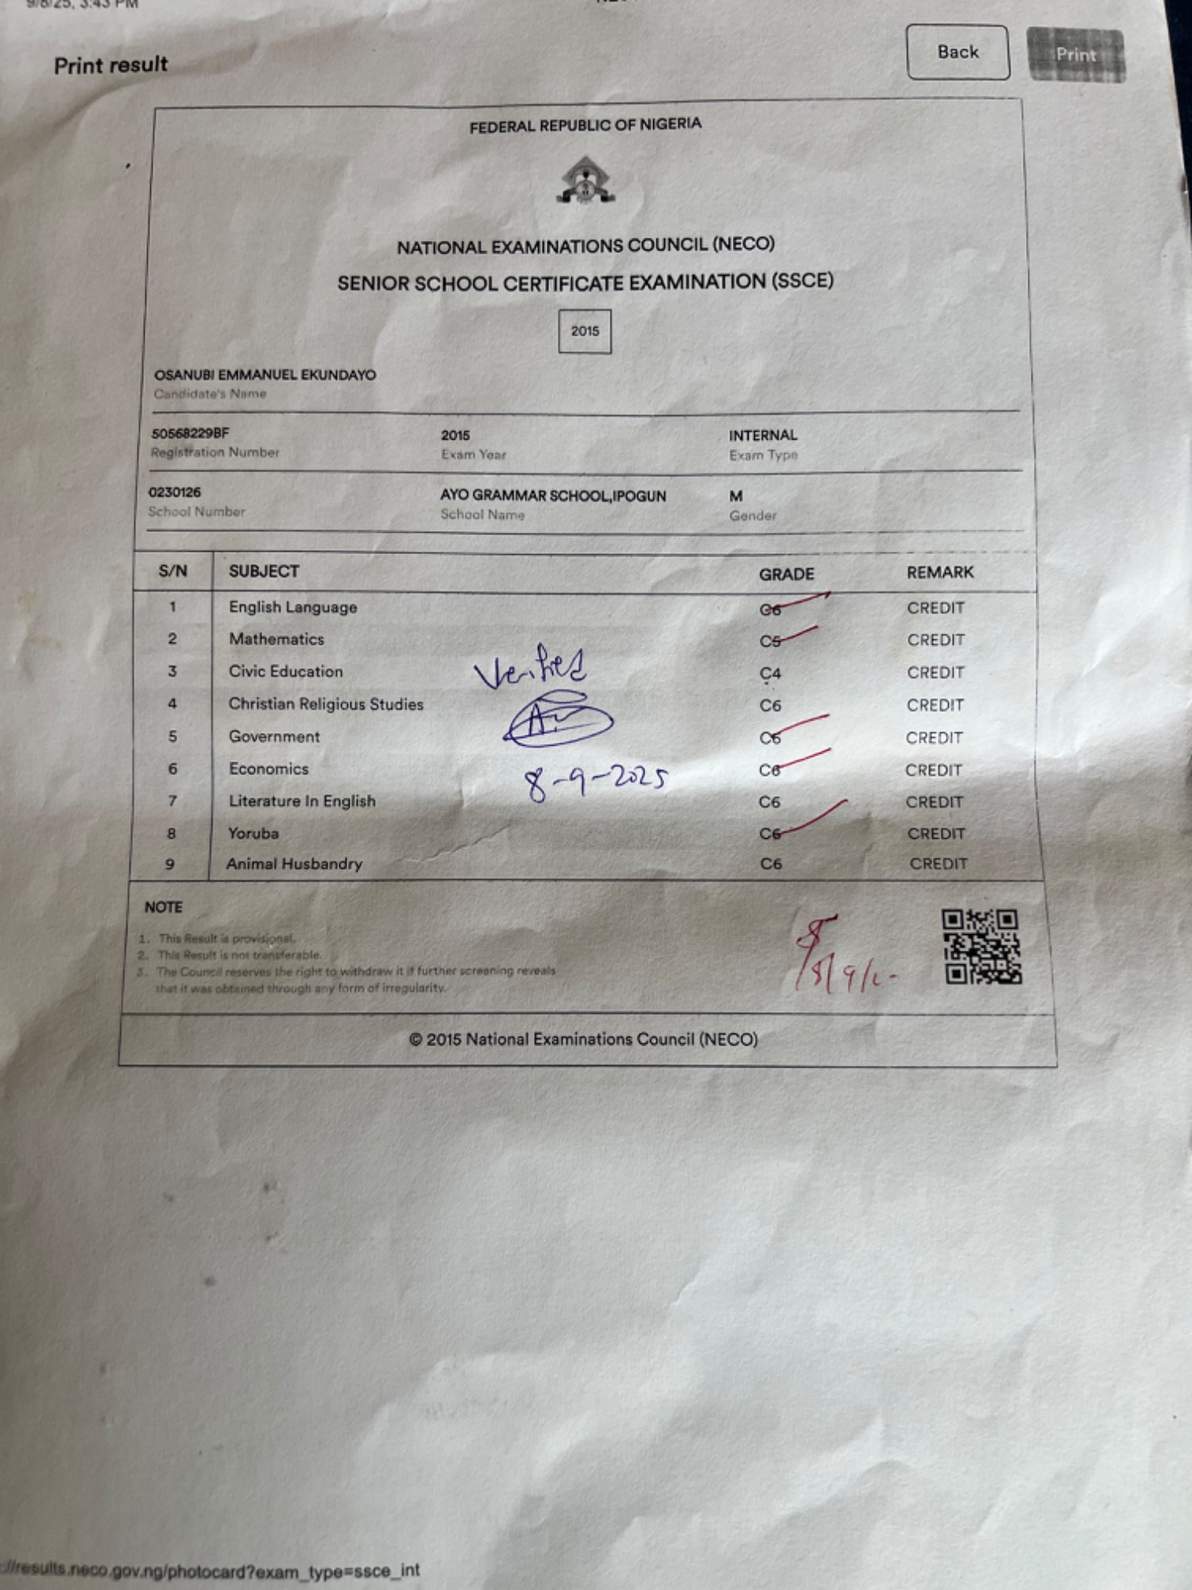 9/8/25, 3:43 PM
Print result
Back
Print
FEDERAL REPUBLIC OF NIGERIA
NATIONAL EXAMINATIONS COUNCIL (NECO)
SENIOR SCHOOL CERTIFICATE EXAMINATION (SSCE)
2015
OSANUBI EMMANUEL EKUNDAYO
Candidate's Name
50568229BF 2015 INTERNAL
Registration Number Exam Year Exam Type
0230126 AYO GRAMMAR SCHOOL,IPOGUN M
School Number School Name Gender
S/N SUBJECT GRADE REMARK
1 English Language C6 CREDIT
2 Mathematics C5 CREDIT
3 Civic Education C4 CREDIT
4 Christian Religious Studies C6 CREDIT
5 Government C6 CREDIT
6 Economics C6 CREDIT
7 Literature In English C6 CREDIT
8 Yoruba C6 CREDIT
9 Animal Husbandry C6 CREDIT
Verified
8-9-2025
NOTE
1. This Result is provisional.
2. This Result is not transferable.
3. The Council reserves the right to withdraw it if further screening reveals
that it was obtained through any form of irregularity.
© 2015 National Examinations Council (NECO)
://results.neco.gov.ng/photocard?exam_type=ssce_int